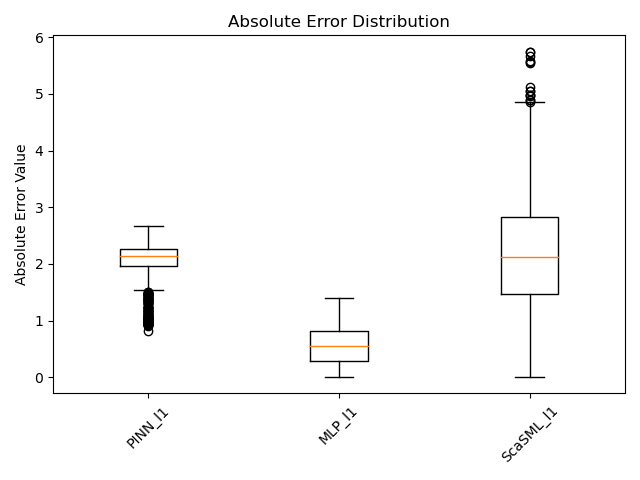 Absolute Error Distribution
Absolute Error Value
6
5
4
3
2
1
0
PINN_l1
MLP_l1
ScaSML_l1